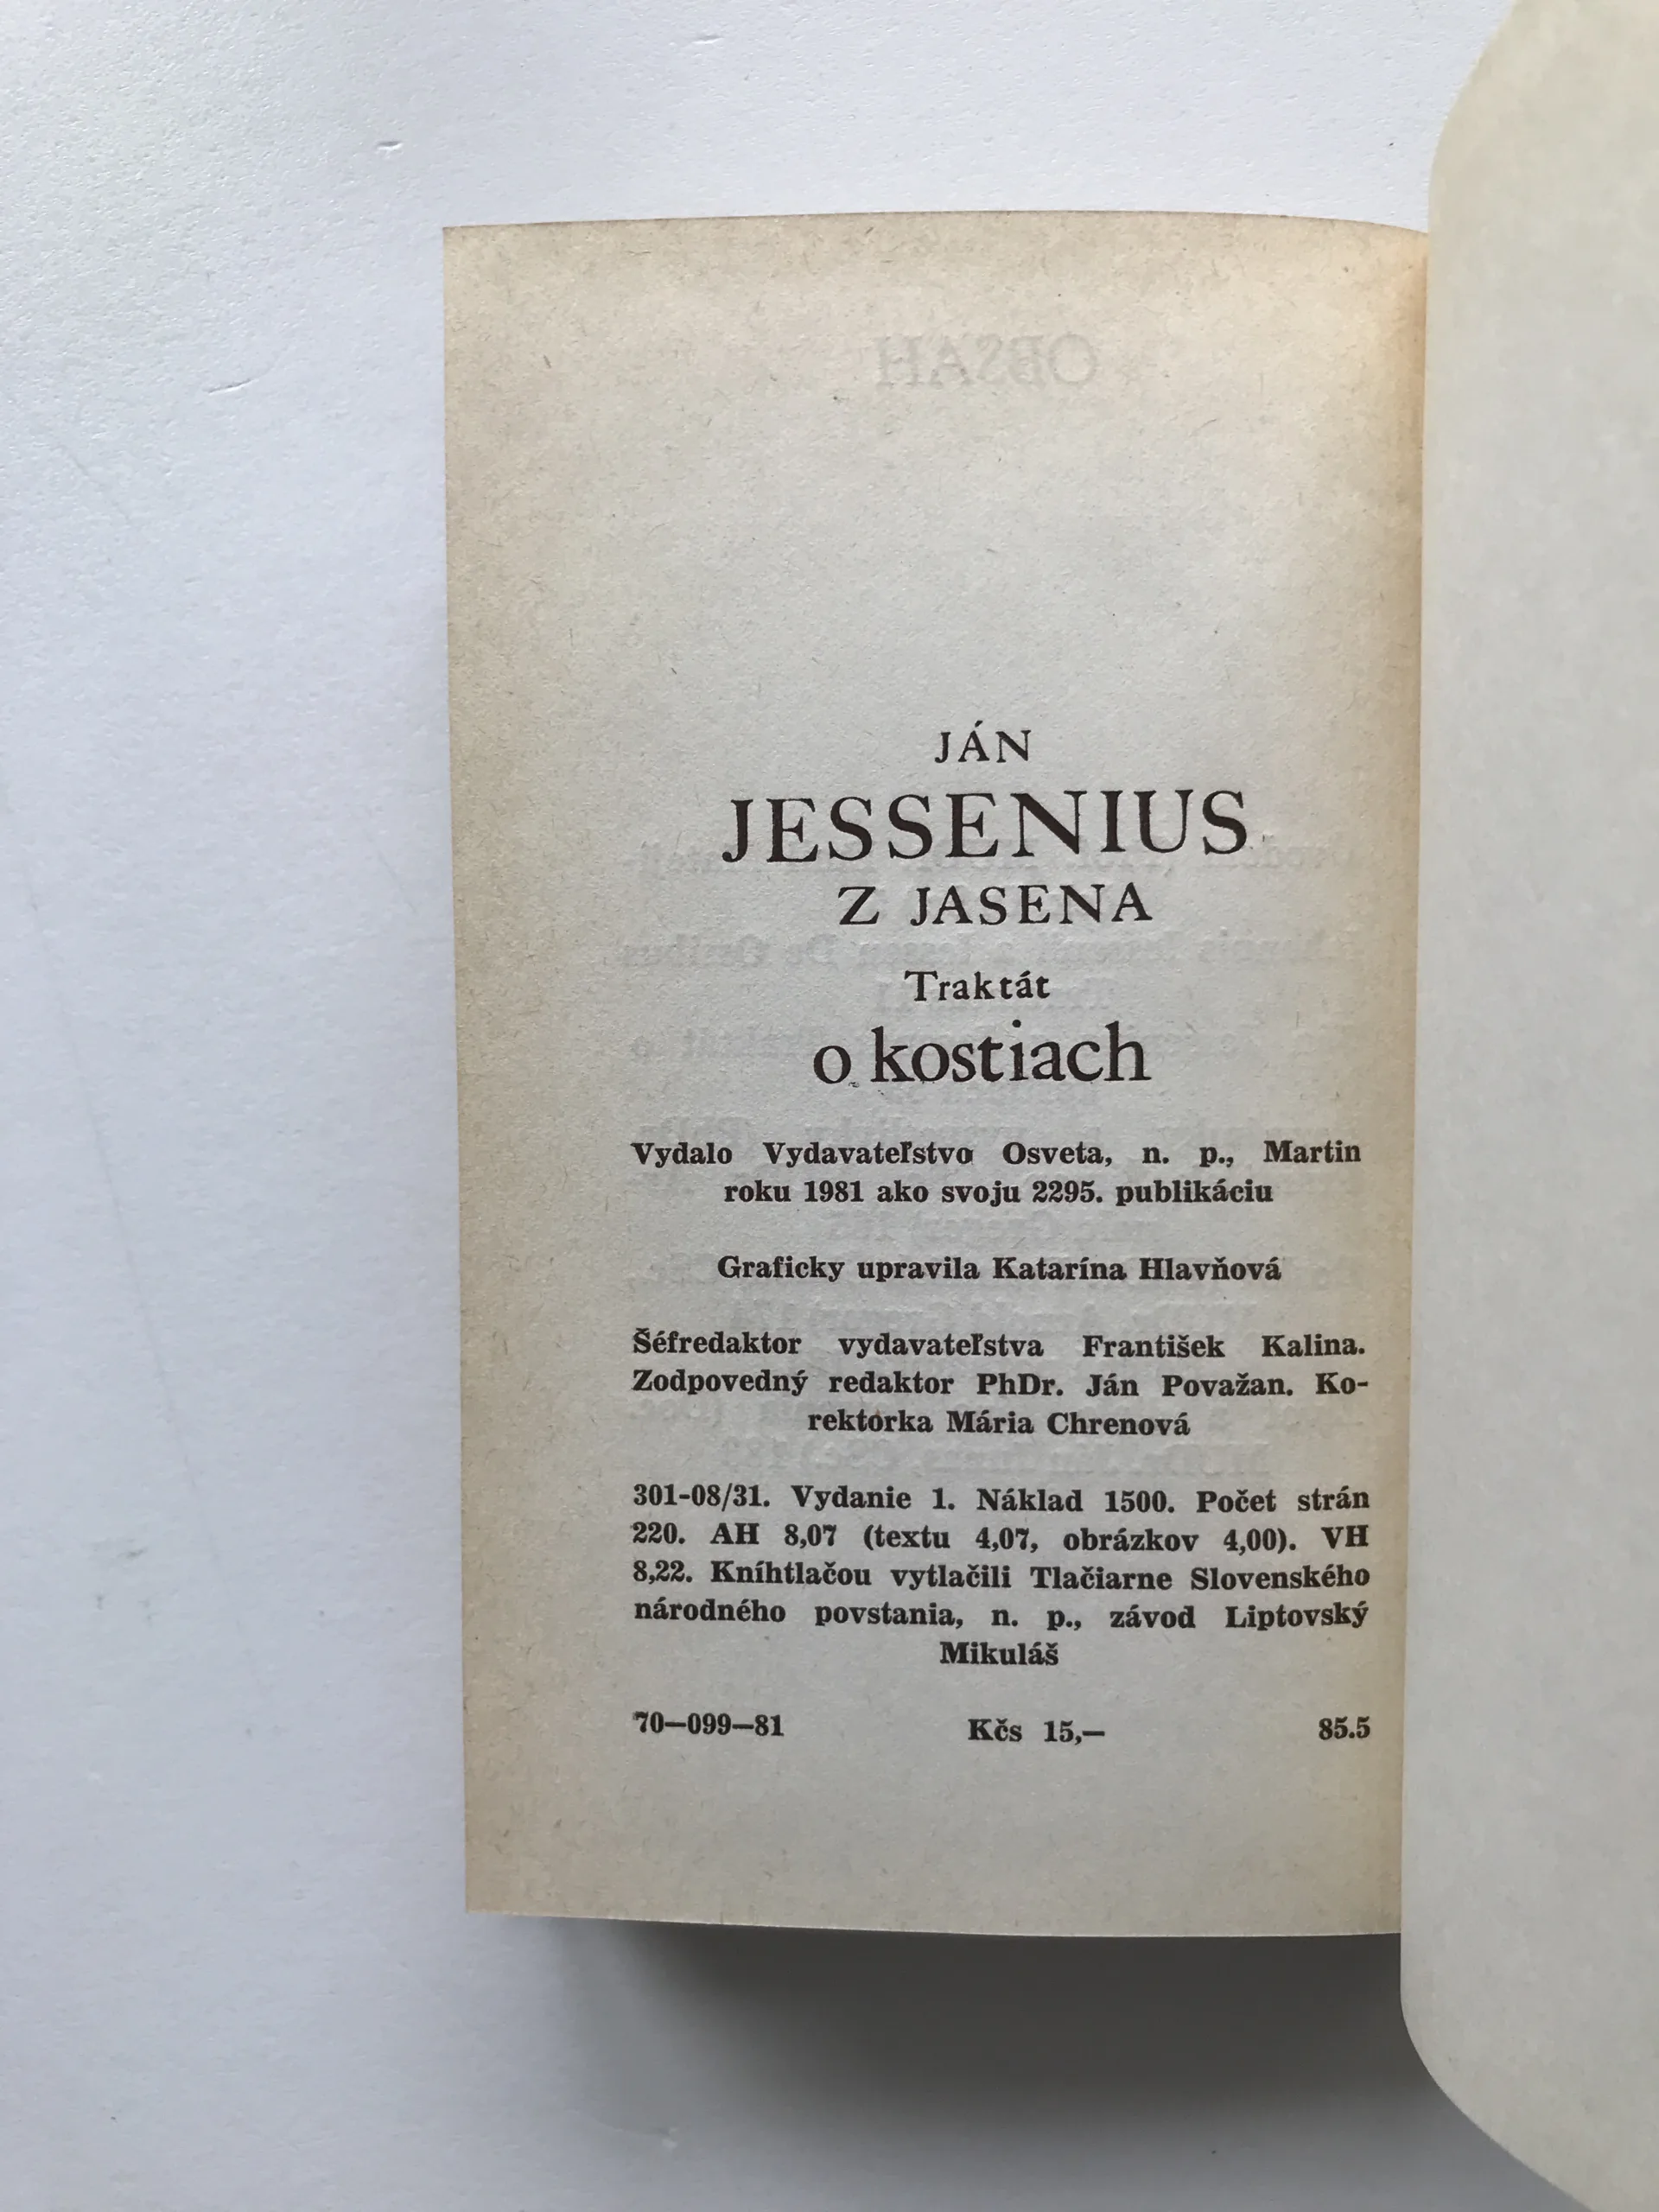 OBSAH
JÁN
JESSENIUS
Z JASENA
Traktát
o kostiach
Vydalo Vydavateľstvo Osveta, n. p., Martin
roku 1981 ako svoju 2295. publikáciu
Graficky upravila Katarína Hlavňová
Šéfredaktor vydavateľstva František Kalina.
Zodpovedný redaktor PhDr. Ján Považan. Ko-
rektorka Mária Chrenová
301-08/31. Vydanie 1. Náklad 1500. Počet strán
220. AH 8,07 (textu 4,07, obrázkov 4,00). VH
8,22. Kníhtlačou vytlačili Tlačiarne Slovenského
národného povstania, n. p., závod Liptovský
Mikuláš
70—099—81 Kčs 15,— 85.5